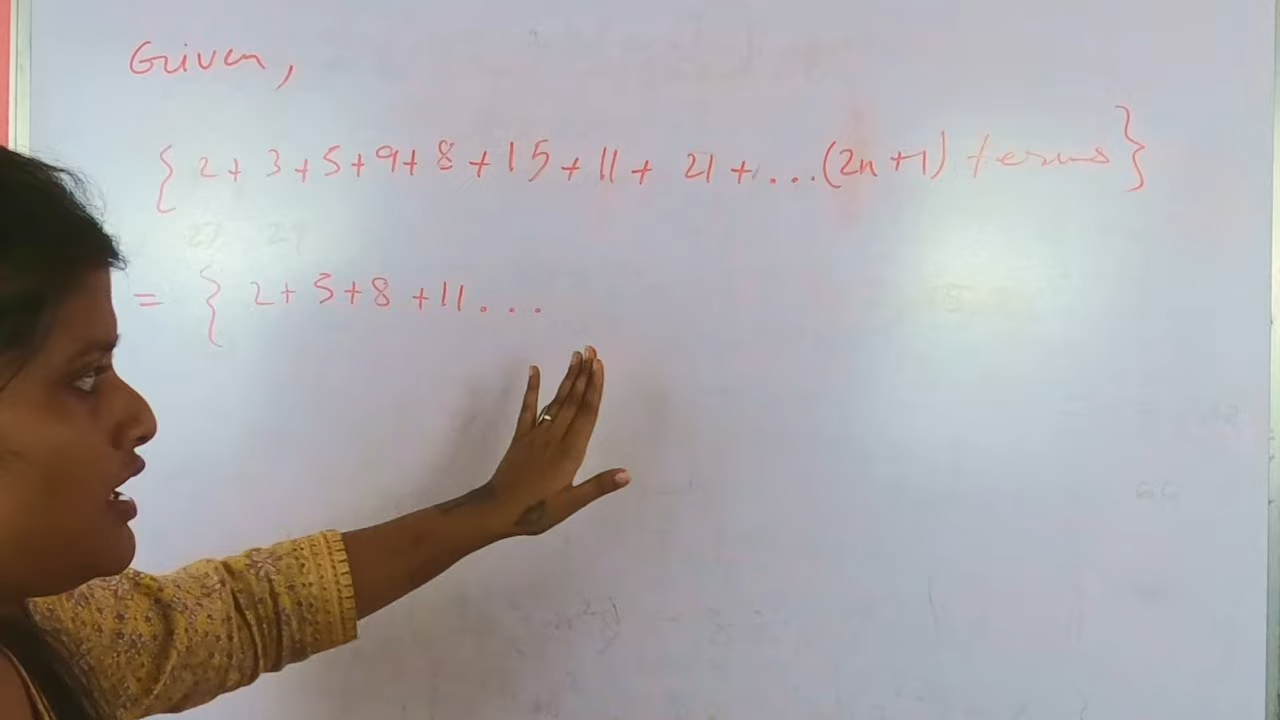 Given,
{ 2 + 3 + 5 + 9 + 8 + 15 + 11 + 21 + ... (2n + 1) terms }
= { 2 + 5 + 8 + 11 ...